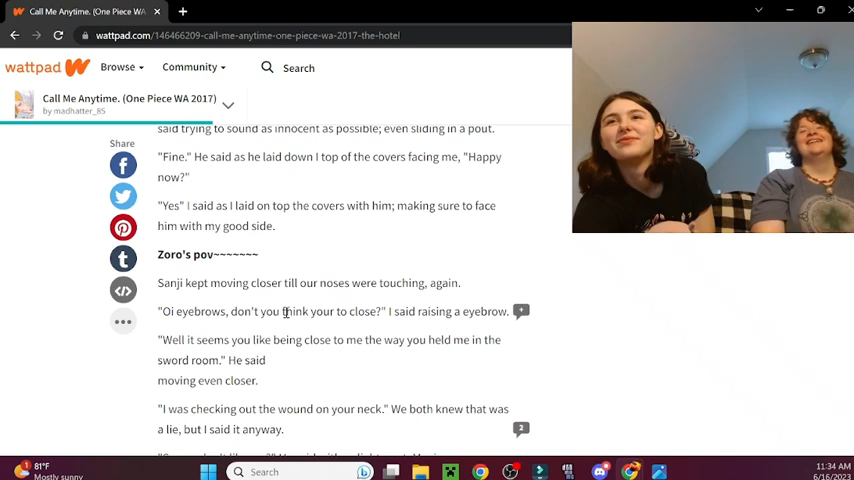 Call Me Anytime. (One Piece WA
wattpad.com/146466209-call-me-anytime-one-piece-wa-2017-the-hotel
wattpad Browse Community Search
Call Me Anytime. (One Piece WA 2017)
by madhatter_85
Share
said trying to sound as innocent as possible; even sliding in a pout.
"Fine." He said as he laid down I top of the covers facing me, "Happy
now?"
"Yes" I said as I laid on top the covers with him; making sure to face
him with my good side.
Zoro's pov~~~~~~~
Sanji kept moving closer till our noses were touching, again.
"Oi eyebrows, don't you think your to close?" I said raising a eyebrow.
+
"Well it seems you like being close to me the way you held me in the
sword room." He said
moving even closer.
"I was checking out the wound on your neck." We both knew that was
a lie, but I said it anyway.
2
81°F
Mostly sunny
Search
11:34 AM
6/16/2023